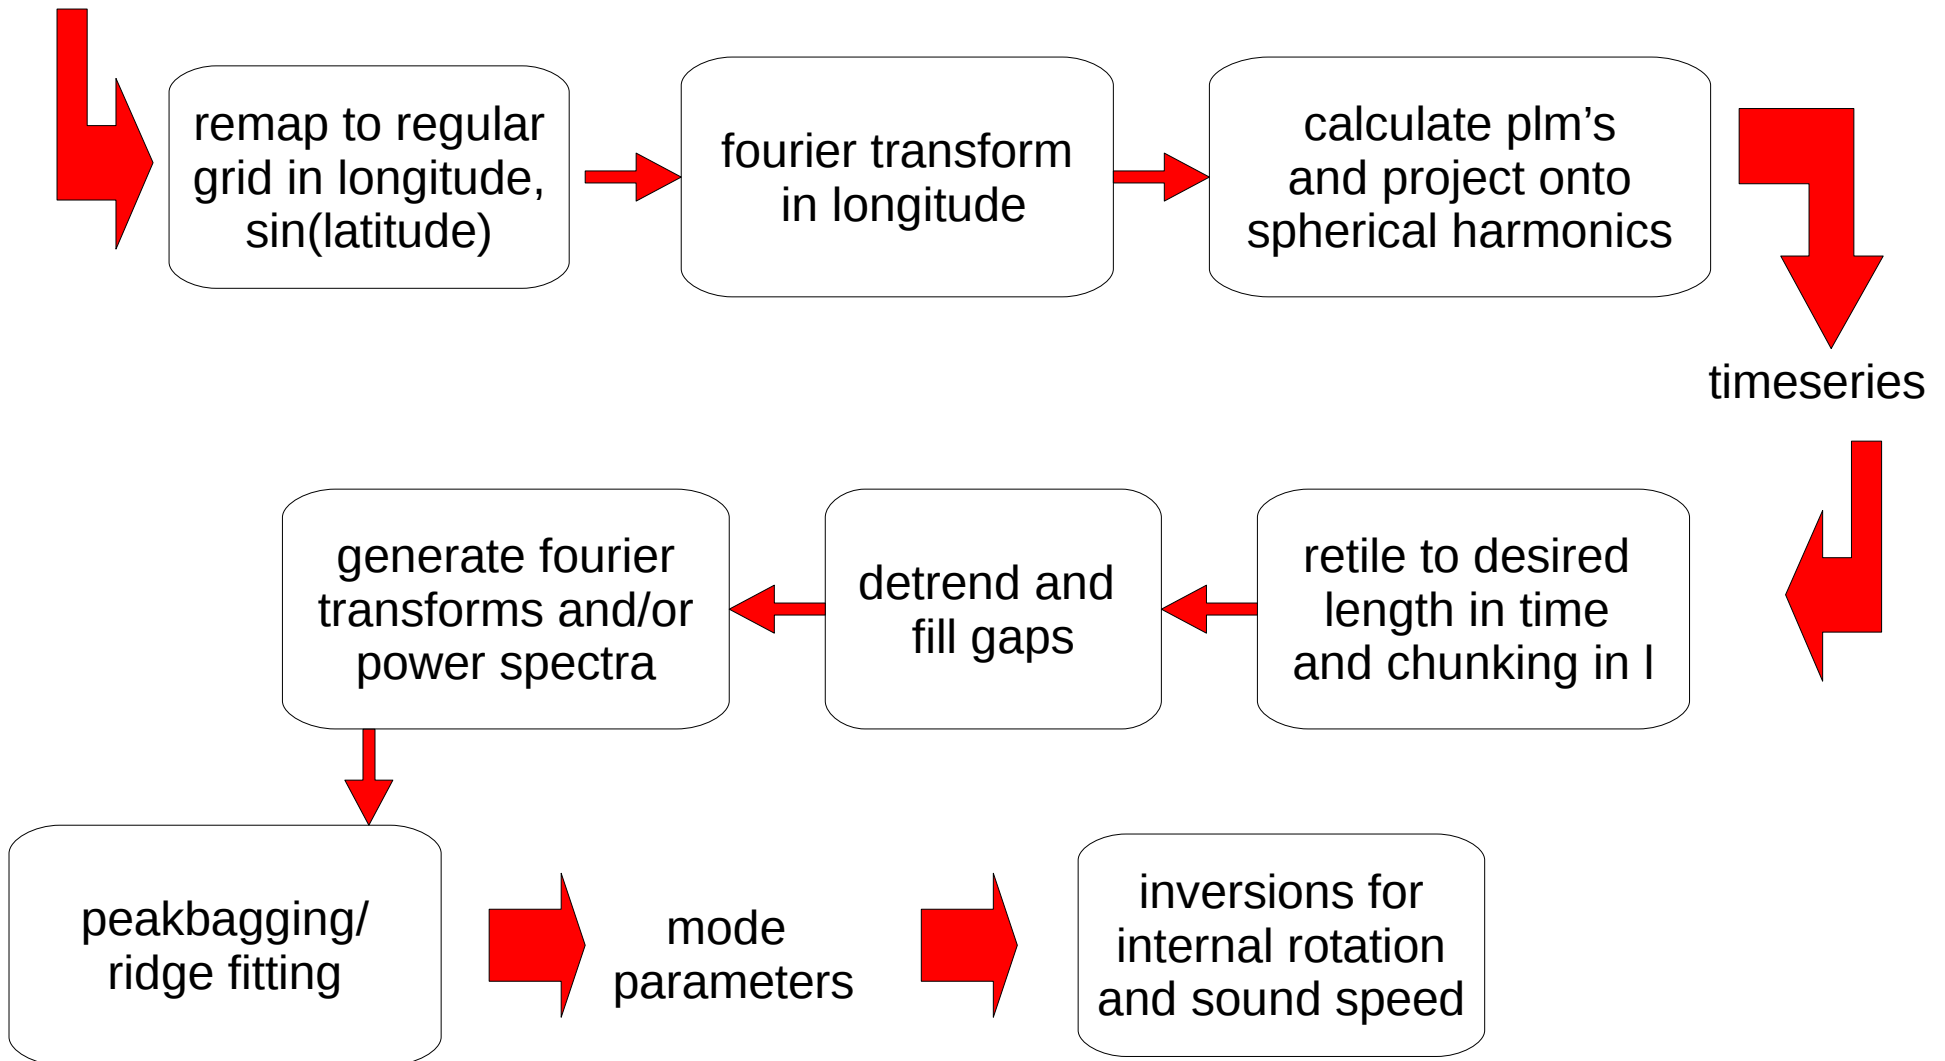 remap to regular
grid in longitude,
sin(latitude)
fourier transform
in longitude
calculate plm’s
and project onto
spherical harmonics
timeseries
retile to desired
length in time
and chunking in l
detrend and
fill gaps
generate fourier
transforms and/or
power spectra
peakbagging/
ridge fitting
mode
parameters
inversions for
internal rotation
and sound speed